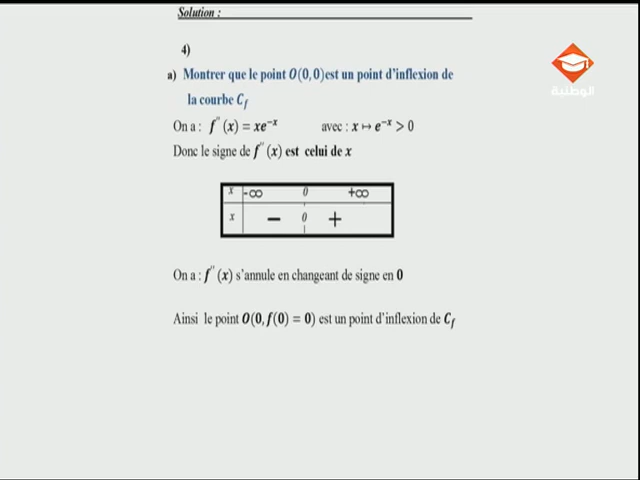 Solution :
الوطنية
4)
a) Montrer que le point O(0,0)est un point d'inflexion de
la courbe Cf
On a : f''(x) = xe⁻ˣ avec : x ↦ e⁻ˣ > 0
Donc le signe de f''(x) est celui de x
x -∞ 0 +∞
x − 0 +
On a : f''(x) s'annule en changeant de signe en 0
Ainsi le point O(0, f(0) = 0) est un point d'inflexion de Cf